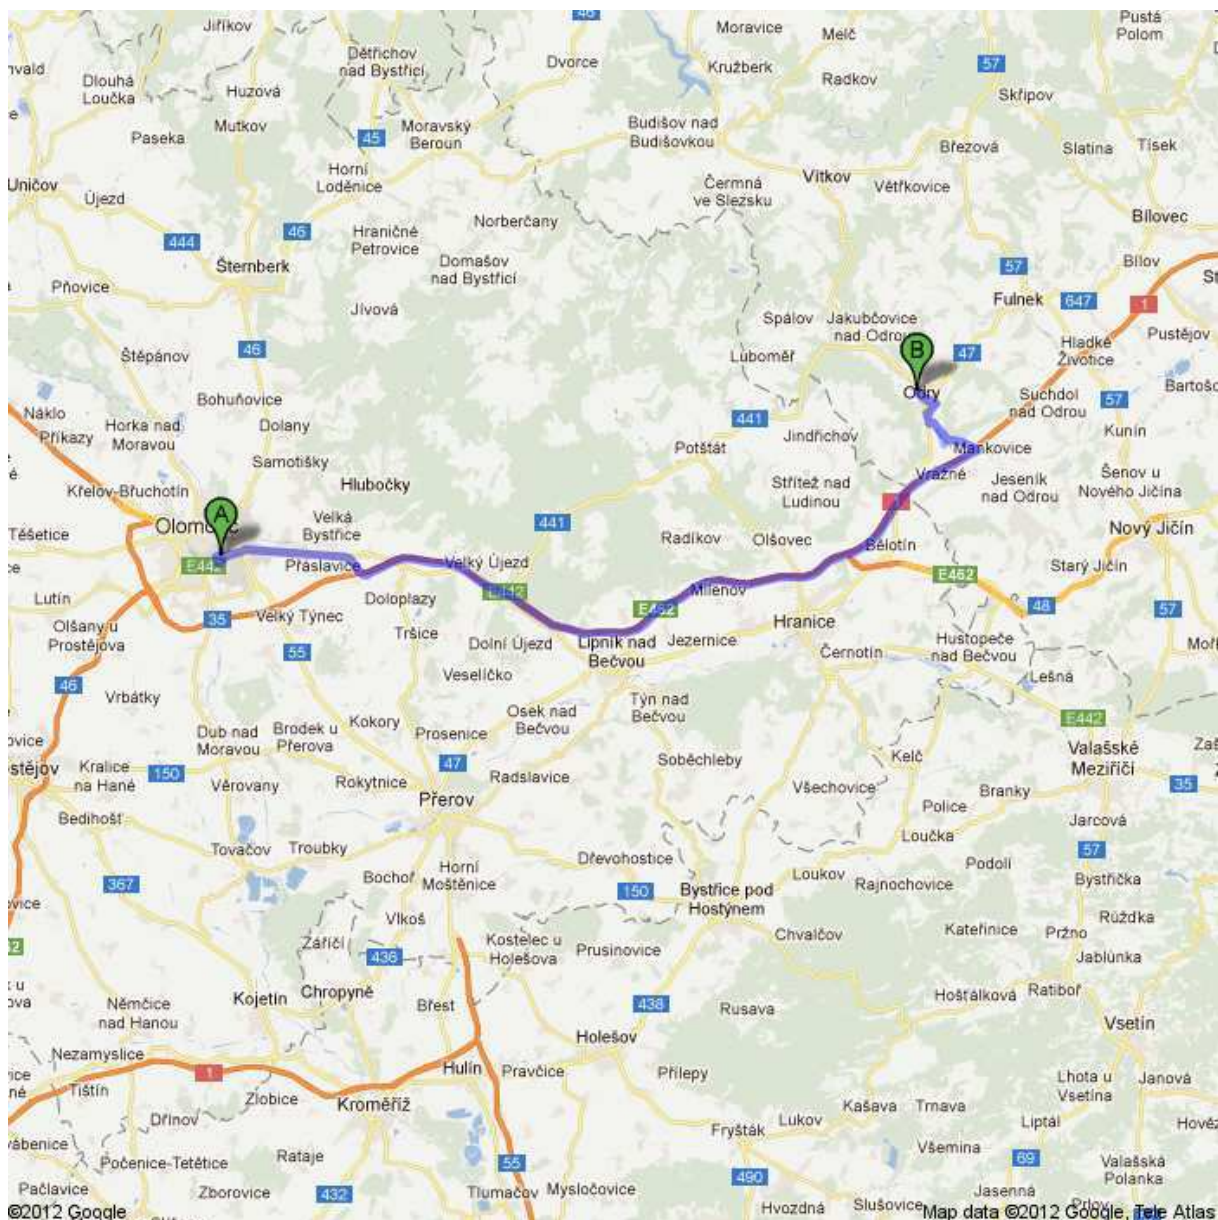 46
Jiříkov
Dětřichov
nad Bystřicí
Dvorce
Moravice
Melč
Pustá
Polom
Dlouhá
Loučka
Huzová
Kružberk
Radkov
57
Skřipov
Paseka
Mutkov
45
Moravský
Beroun
Budišov nad
Budišovkou
Březová
Slatina
Tísek
Uničov
Újezd
Horní
Loděnice
Čermná
ve Slezsku
Vítkov
Větřkovice
Bílovec
444
46
Norberčany
Hraničné
Petrovice
Šternberk
Domašov
nad Bystřicí
57
Bílov
Pňovice
Jívová
Fulnek
647
1
Spálov
Jakubčovice
nad Odrou
Pustějov
Štěpánov
46
Luboměř
B
47
Hladké
Životice
Bohuňovice
Odry
Suchdol
nad Odrou
57
Náklo
Příkazy
Horka nad
Moravou
Dolany
441
Jindřichov
Kunín
Samotišky
Potštát
Mankovice
Křelov-Břuchotín
Hlubočky
Střítež nad
Ludinou
Vražné
Jeseník
nad Odrou
Šenov u
Nového Jičína
A
Olomouc
Velká
Bystřice
441
Nový Jičín
Těšetice
E442
Přáslavice
Velký Újezd
Radíkov
Olšovec
Bělotín
Starý Jičín
Lutín
Doloplazy
E442
E462
Milenov
E462
48
57
Olšany u
Prostějova
35
Velký Týnec
Tršice
Dolní Újezd
Lipník nad
Bečvou
Jezernice
Hranice
Hustopeče
nad Bečvou
46
55
Veselíčko
Černotín
Lešná
Vrbátky
Týn nad
Bečvou
E442
Dub nad
Moravou
Brodek u
Přerova
Kokory
Prosenice
Osek nad
Bečvou
Kralice
na Hané
150
Věrovany
Rokytnice
47
Radslavice
Soběchleby
Kelč
Valašské
Meziříčí
35
Bedihošť
Přerov
Všechovice
Police
Branky
Loučka
Jarcová
Tovačov
Troubky
Dřevohostice
57
367
Bochoř
Horní
Moštěnice
150
Bystřice pod
Hostýnem
Loukov
Rajnochovice
Podolí
Bystřička
Vlkoš
Růždka
Záříčí
436
Kostelec u
Holešova
Prusinovice
Chvalčov
Kateřinice
Pržno
Jablůnka
Němčice
nad Hanou
Kojetín
Chropyně
Břest
438
Rusava
Hošťálková
Ratiboř
Vsetín
Nezamyslice
Holešov
Tištín
1
Zlobice
Hulín
Pravčice
Přílepy
Lhota u
Vsetína
Janová
Dřínov
Kroměříž
Kašava
Trnava
Fryšták
Lukov
Liptál
Počenice-Tetětice
Rataje
55
Všemina
69
Valašská
Polanka
Pačlavice
Zborovice
432
Tlumačov
Mysločovice
490
Hvozdná
Slušovice
Jasenná
©2012 Google
Map data ©2012 Google, Tele Atlas